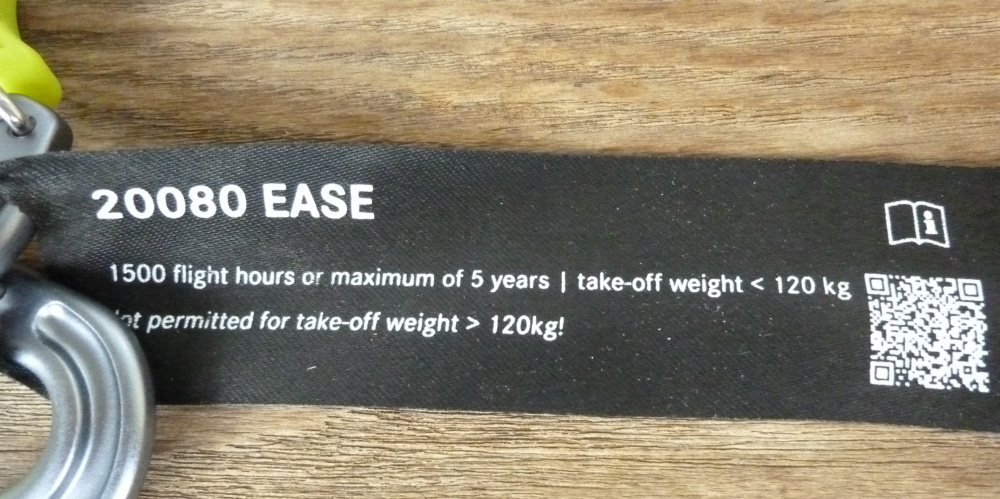 20080 EASE
1500 flight hours or maximum of 5 years | take-off weight < 120 kg
permitted for take-off weight > 120kg!